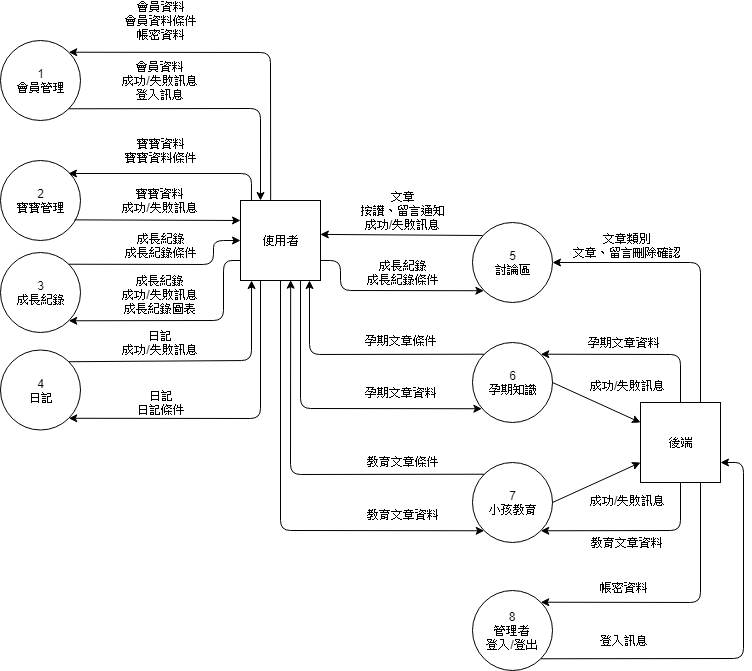 會員資料
會員資料條件
帳密資料
1
會員管理
會員資料
成功/失敗訊息
登入訊息
寶寶資料
寶寶資料條件
2
寶寶管理
寶寶資料
成功/失敗訊息
使用者
文章
按讚、留言通知
成功/失敗訊息
5
討論區
文章類別
文章、留言刪除確認
成長紀錄
成長紀錄條件
3
成長紀錄
成長紀錄
成功/失敗訊息
成長紀錄圖表
成長紀錄
成長紀錄條件
日記
成功/失敗訊息
4
日記
日記
日記條件
孕期文章條件
6
孕期知識
孕期文章資料
孕期文章資料
成功/失敗訊息
後端
教育文章條件
7
小孩教育
教育文章資料
成功/失敗訊息
教育文章資料
帳密資料
8
管理者
登入/登出
登入訊息